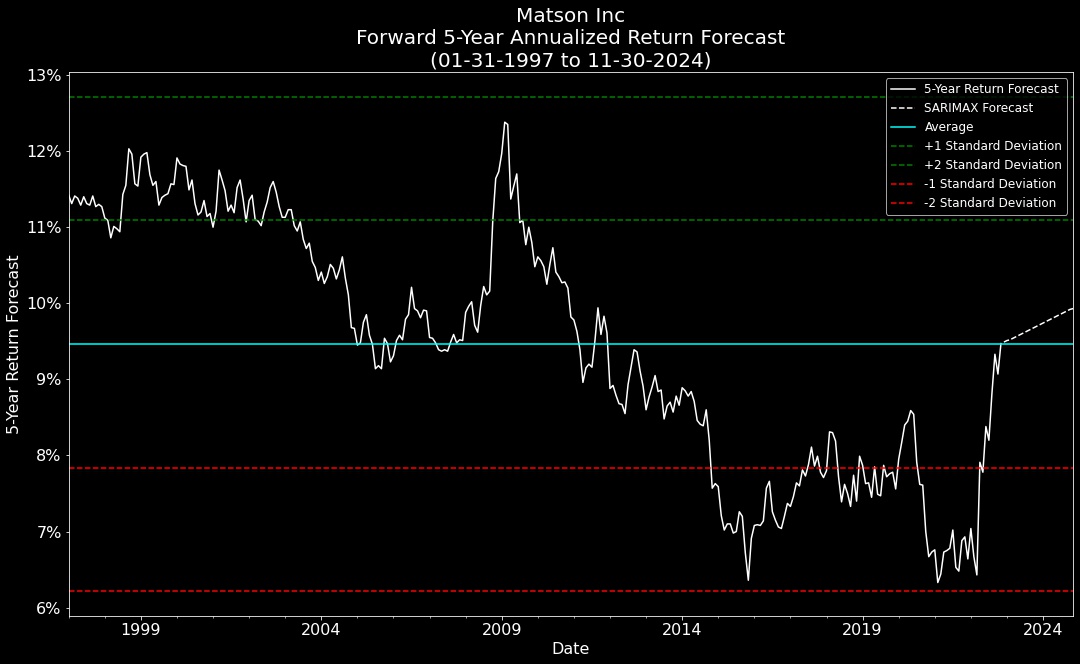 Matson Inc
Forward 5-Year Annualized Return Forecast
(01-31-1997 to 11-30-2024)
13%
12%
11%
10%
9%
8%
7%
6%
5-Year Return Forecast
5-Year Return Forecast
SARIMAX Forecast
Average
+1 Standard Deviation
+2 Standard Deviation
-1 Standard Deviation
-2 Standard Deviation
1999 2004 2009 2014 2019 2024
Date